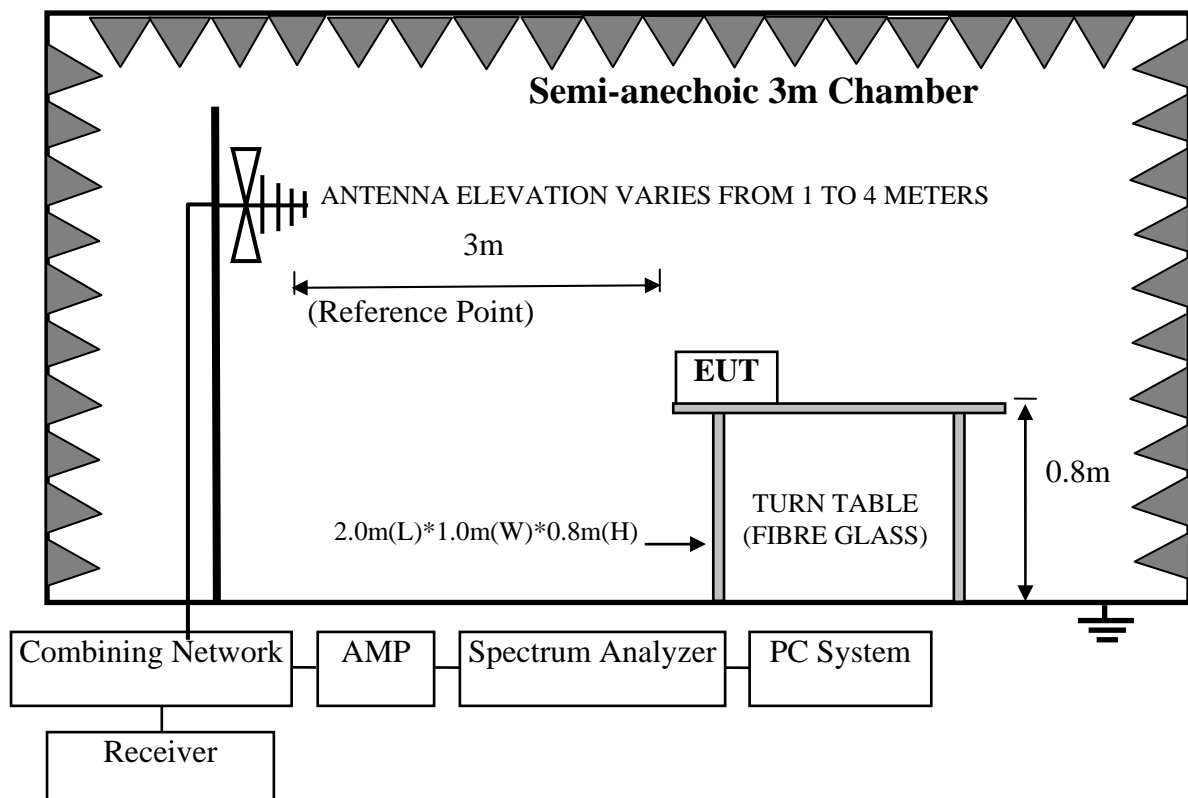 Semi-anechoic 3m Chamber
ANTENNA ELEVATION VARIES FROM 1 TO 4 METERS
3m
(Reference Point)
EUT
0.8m
TURN TABLE
(FIBRE GLASS)
2.0m(L)*1.0m(W)*0.8m(H)
Combining Network
AMP
Spectrum Analyzer
PC System
Receiver